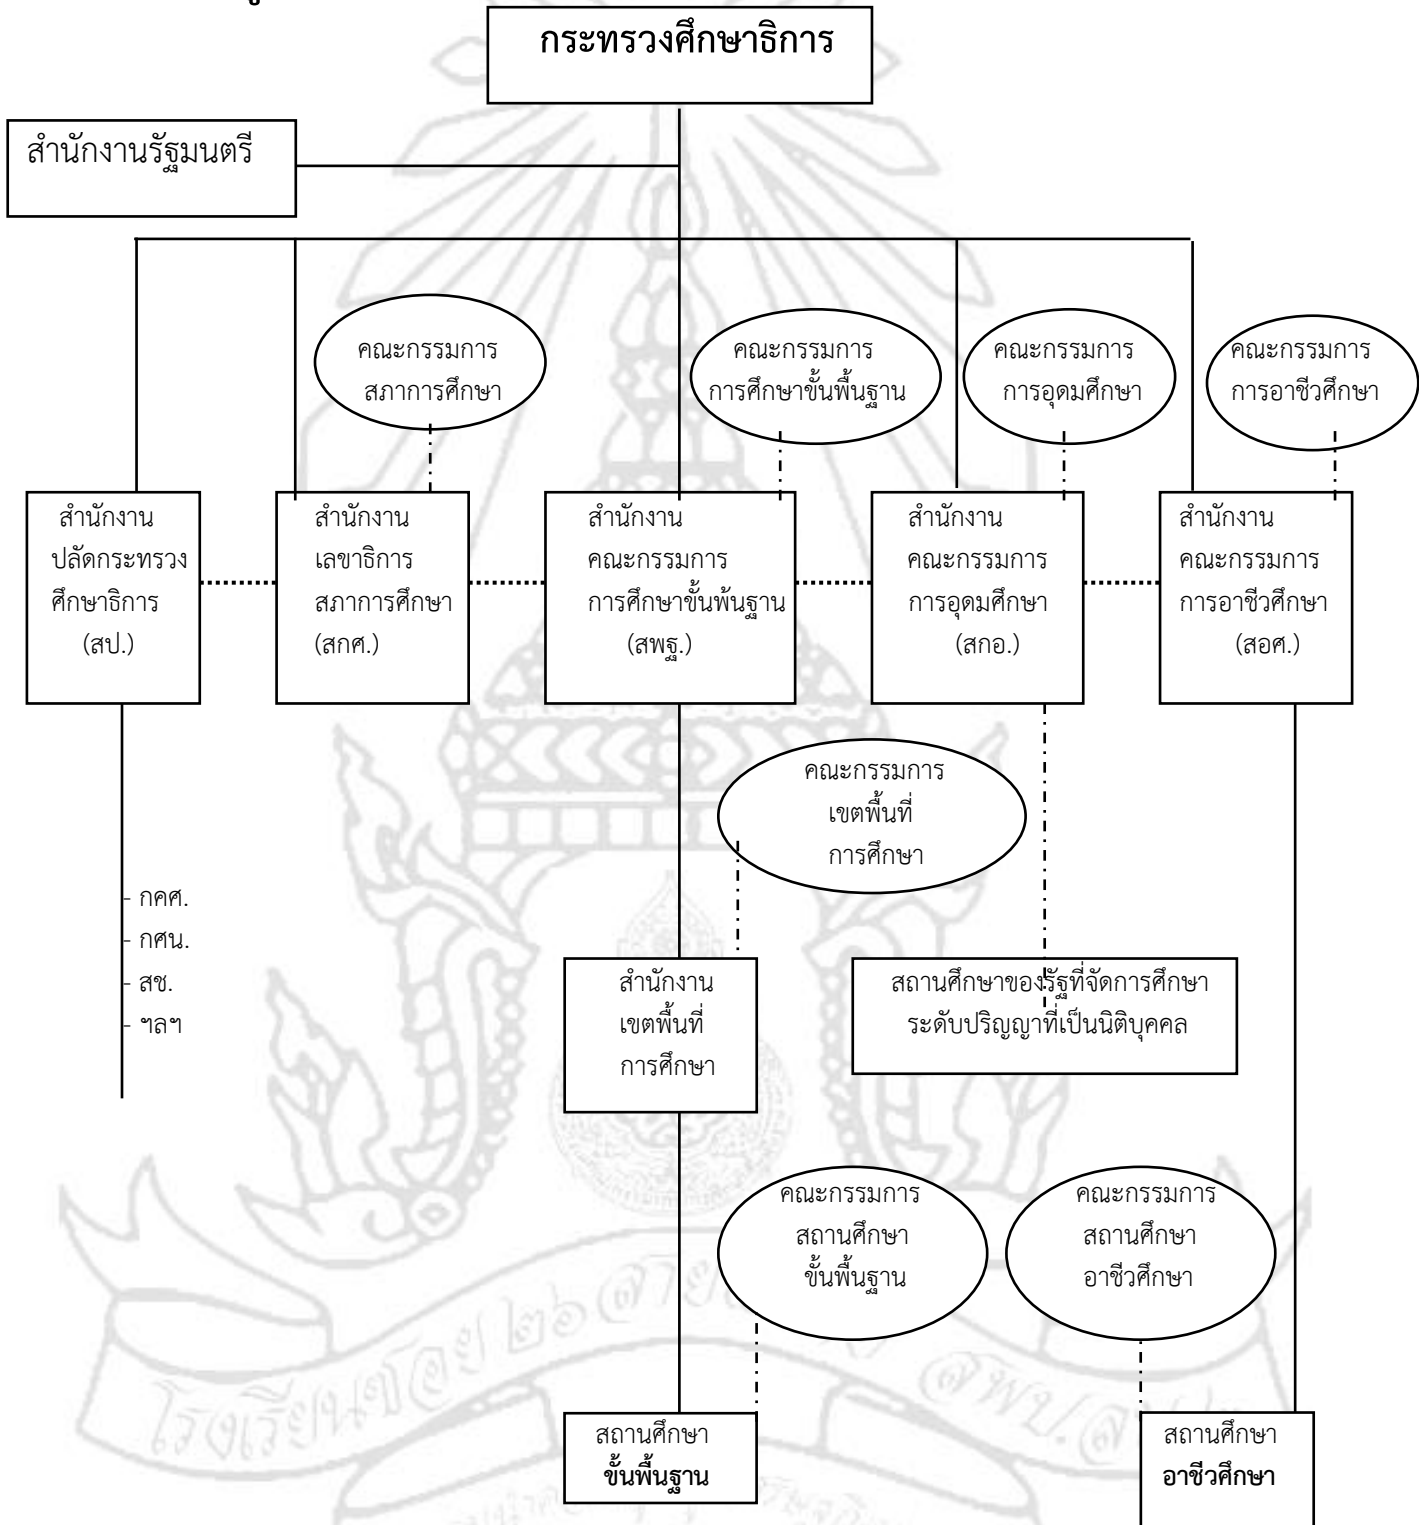 กระทรวงศึกษาธิการ
สำนักงานรัฐมนตรี
คณะกรรมการ
สภาการศึกษา
คณะกรรมการ
การศึกษาขั้นพื้นฐาน
คณะกรรมการ
การอุดมศึกษา
คณะกรรมการ
การอาชีวศึกษา
สำนักงาน
ปลัดกระทรวง
ศึกษาธิการ
(สป.)
สำนักงาน
เลขาธิการ
สภาการศึกษา
(สกศ.)
สำนักงาน
คณะกรรมการ
การศึกษาขั้นพ้นฐาน
(สพฐ.)
สำนักงาน
คณะกรรมการ
การอุดมศึกษา
(สกอ.)
สำนักงาน
คณะกรรมการ
การอาชีวศึกษา
(สอศ.)
คณะกรรมการ
เขตพื้นที่
การศึกษา
- กคศ.
- กศน.
- สช.
- ฯลฯ
สำนักงาน
เขตพื้นที่
การศึกษา
สถานศึกษาของรัฐที่จัดการศึกษา
ระดับปริญญาที่เป็นนิติบุคคล
คณะกรรมการ
สถานศึกษา
ขั้นพื้นฐาน
คณะกรรมการ
สถานศึกษา
อาชีวศึกษา
สถานศึกษา
ขั้นพื้นฐาน
สถานศึกษา
อาชีวศึกษา